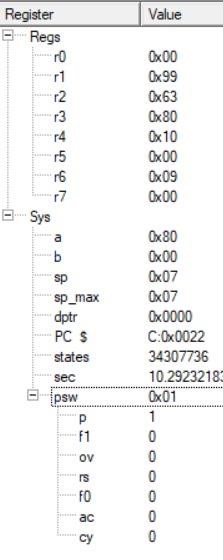 Register Value
Regs
r0 0x00
r1 0x99
r2 0x63
r3 0x80
r4 0x10
r5 0x00
r6 0x09
r7 0x00
Sys
a 0x80
b 0x00
sp 0x07
sp_max 0x07
dptr 0x0000
PC $ C:0x0022
states 34307736
sec 10.29232183
psw 0x01
p 1
f1 0
ov 0
rs 0
f0 0
ac 0
cy 0